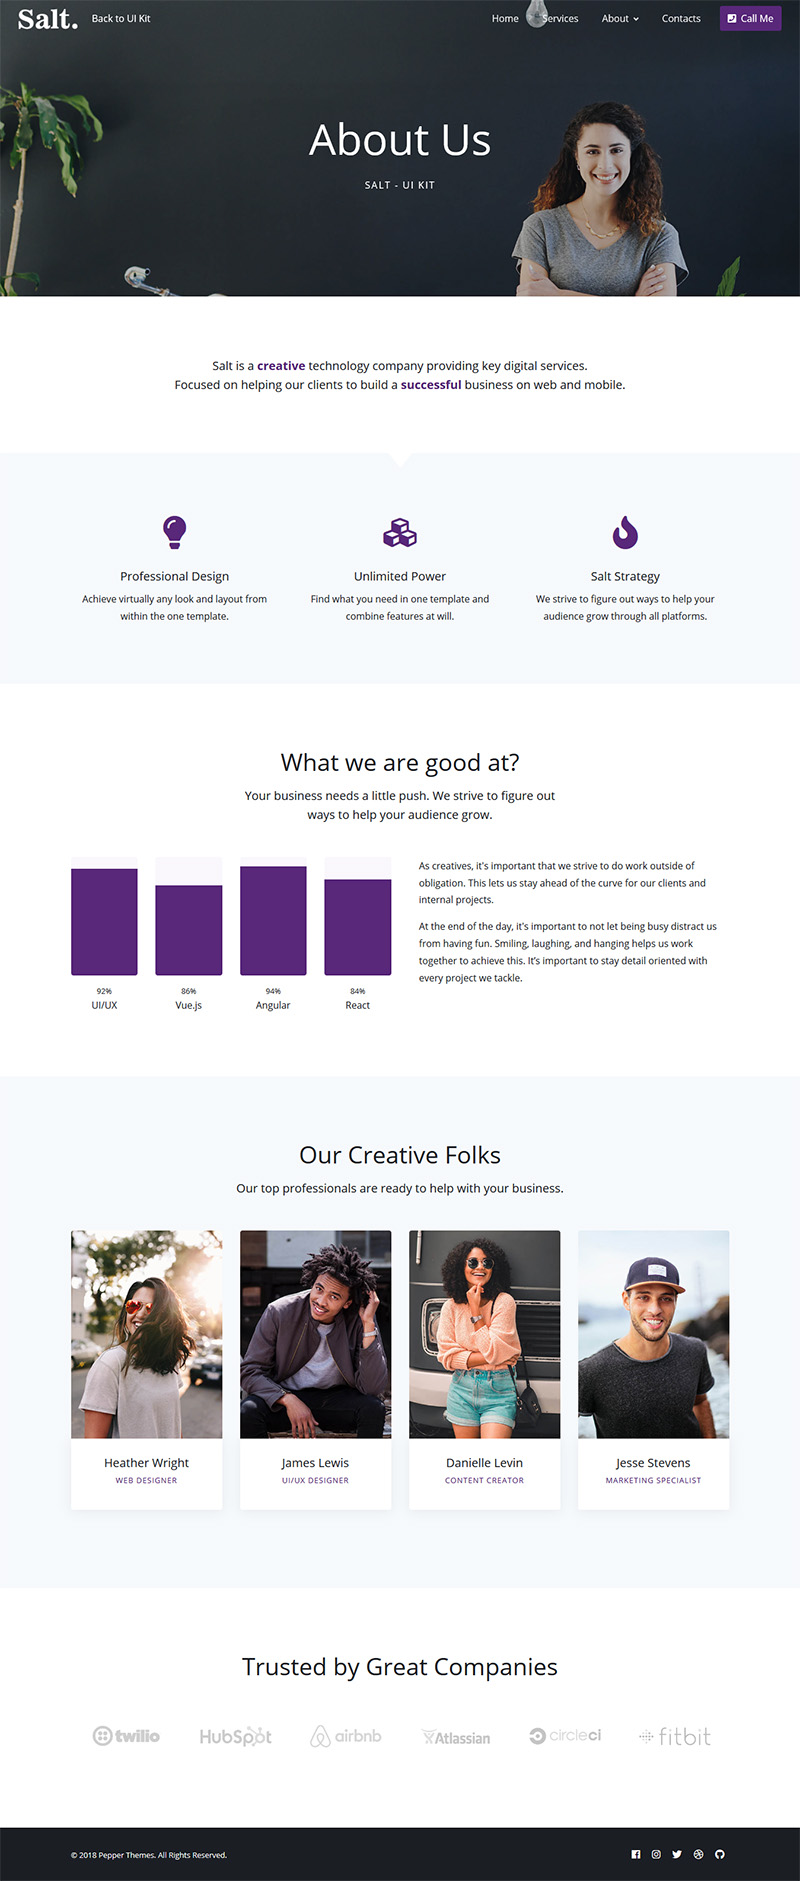 Salt. Back to UI Kit Home Services About Contacts Call Me
About Us
SALT - UI KIT
Salt is a creative technology company providing key digital services.
Focused on helping our clients to build a successful business on web and mobile.
Professional Design
Achieve virtually any look and layout from
within the one template.
Unlimited Power
Find what you need in one template and
combine features at will.
Salt Strategy
We strive to figure out ways to help your
audience grow through all platforms.
What we are good at?
Your business needs a little push. We strive to figure out
ways to help your audience grow.
92%
UI/UX
86%
Vue.js
94%
Angular
84%
React
As creatives, it's important that we strive to do work outside of
obligation. This lets us stay ahead of the curve for our clients and
internal projects.
At the end of the day, it's important to not let being busy distract us
from having fun. Smiling, laughing, and hanging helps us work
together to achieve this. It's important to stay detail oriented with
every project we tackle.
Our Creative Folks
Our top professionals are ready to help with your business.
Heather Wright
WEB DESIGNER
James Lewis
UI/UX DESIGNER
Danielle Levin
CONTENT CREATOR
Jesse Stevens
MARKETING SPECIALIST
Trusted by Great Companies
twilio HubSpot airbnb Atlassian circleci fitbit
© 2018 Pepper Themes. All Rights Reserved.